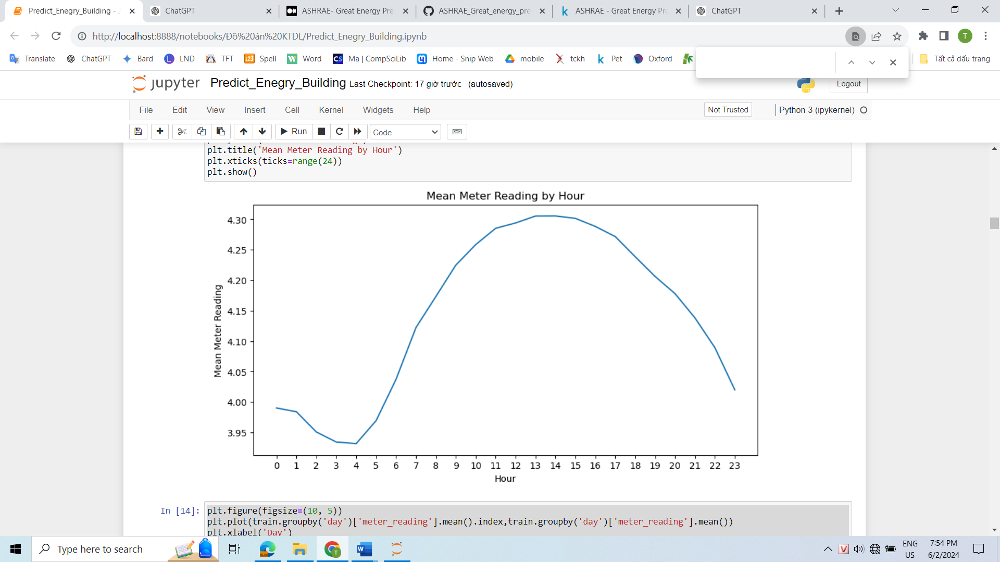 Predict_Enegry_Building - J
ChatGPT
ASHRAE- Great Energy Pre
ASHRAE_Great_energy_pre
ASHRAE - Great Energy Pre
ChatGPT
http://localhost:8888/notebooks/Đồ%20án%20KTDL/Predict_Enegry_Building.ipynb
T
Translate
ChatGPT
Bard
L
LND
TFT
123
Spell
W
Word
CS
Ma | CompSciLib
Home - Snip Web
mobile
tckh
k
Pet
Oxford
Tất cả dấu trang
jupyter
Predict_Enegry_Building
Last Checkpoint: 17 giờ trước
(autosaved)
Logout
File
Edit
View
Insert
Cell
Kernel
Widgets
Help
Not Trusted
Python 3 (ipykernel)
Run
Code
plt.title('Mean Meter Reading by Hour')
plt.xticks(ticks=range(24))
plt.show()
Mean Meter Reading by Hour
4.30
4.25
4.20
4.15
4.10
4.05
4.00
3.95
Mean Meter Reading
0 1 2 3 4 5 6 7 8 9 10 11 12 13 14 15 16 17 18 19 20 21 22 23
Hour
In [14]:
plt.figure(figsize=(10, 5))
plt.plot(train.groupby('day')['meter_reading'].mean().index,train.groupby('day')['meter_reading'].mean())
plt.xlabel('Day')
Type here to search
ENG
US
7:54 PM
6/2/2024